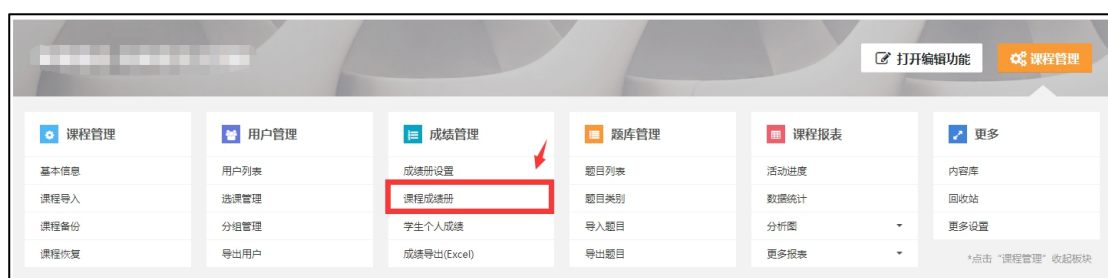 打开编辑功能
课程管理
课程管理
基本信息
课程导入
课程备份
课程恢复
用户管理
用户列表
选课管理
分组管理
导出用户
成绩管理
成绩册设置
课程成绩册
学生个人成绩
成绩导出(Excel)
题库管理
题目列表
题目类别
导入题目
导出题目
课程报表
活动进度
数据统计
分析图
更多报表
更多
内容库
回收站
更多设置
*点击“课程管理”收起板块